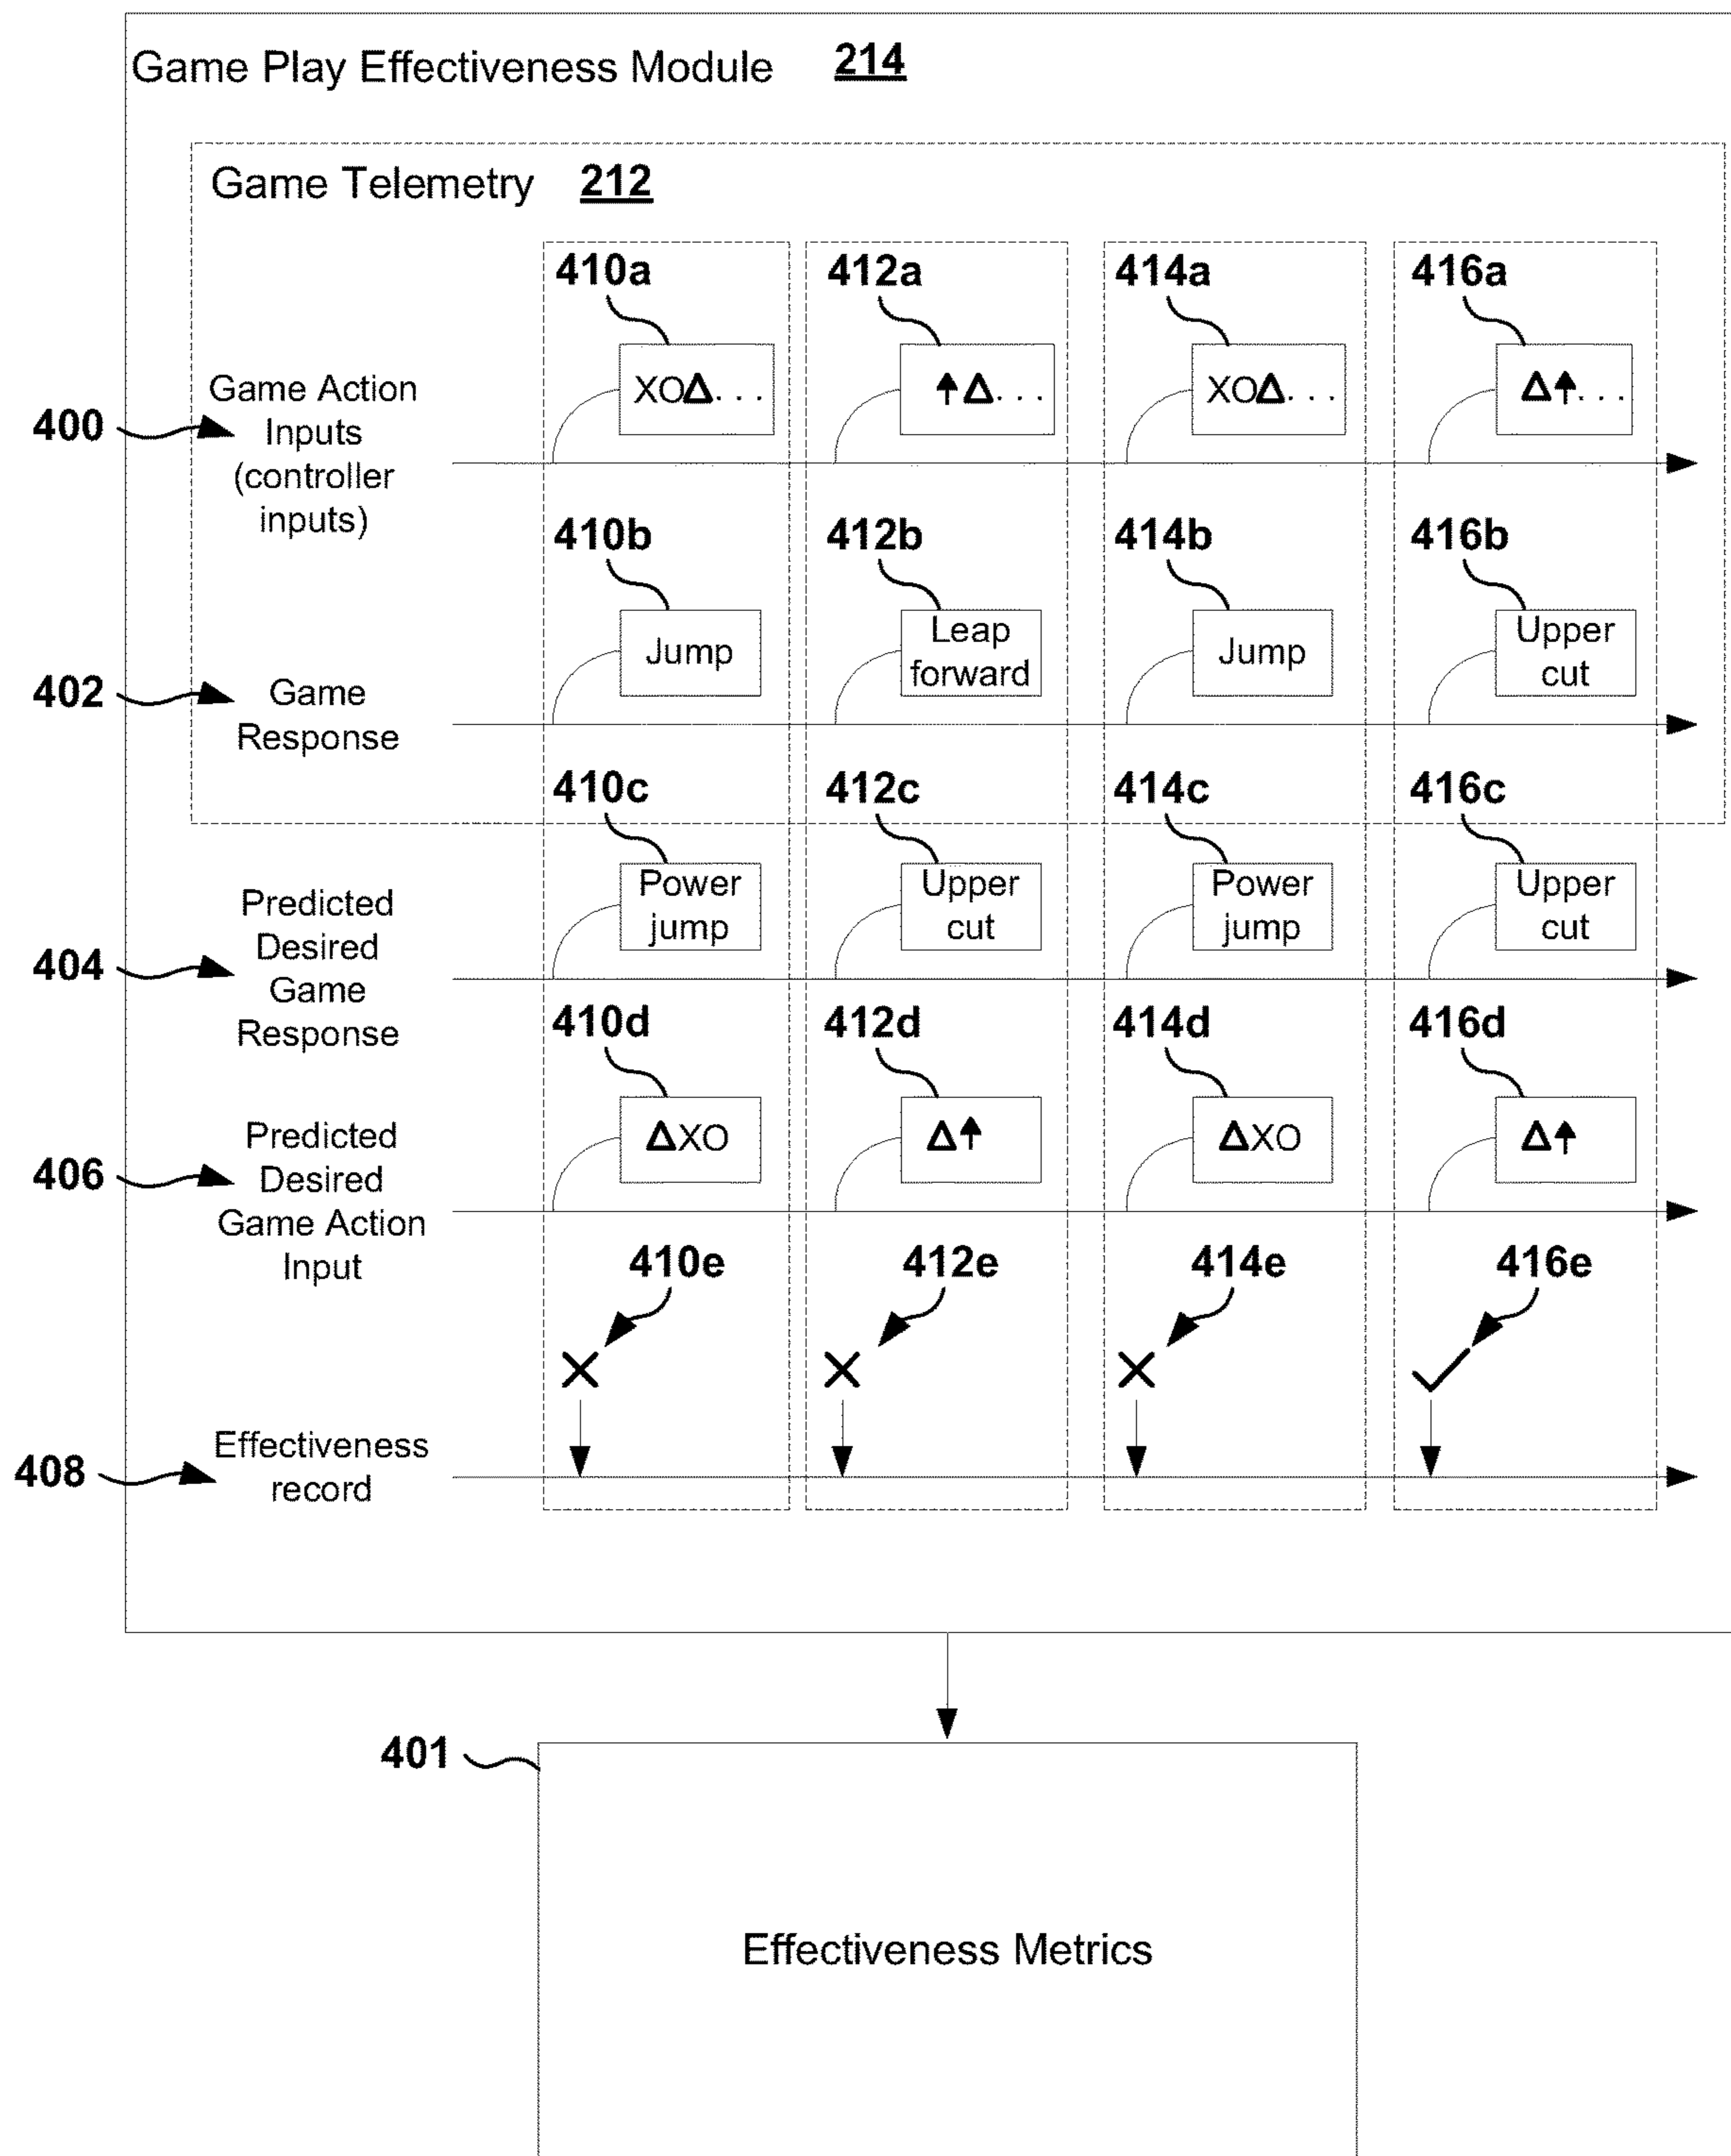 Game Play Effectiveness Module 214
Game Telemetry 212
410a 412a 414a 416a
XOΔ... ↑Δ... XOΔ... Δ↑...
400
Game Action
Inputs
(controller
inputs)
410b 412b 414b 416b
Jump
Leap
forward
Jump
Upper
cut
402
Game
Response
410c 412c 414c 416c
Power
jump
Upper
cut
Power
jump
Upper
cut
404
Predicted
Desired
Game
Response
410d 412d 414d 416d
ΔXO Δ↑ ΔXO Δ↑
406
Predicted
Desired
Game Action
Input
410e 412e 414e 416e
408
Effectiveness
record
401
Effectiveness Metrics